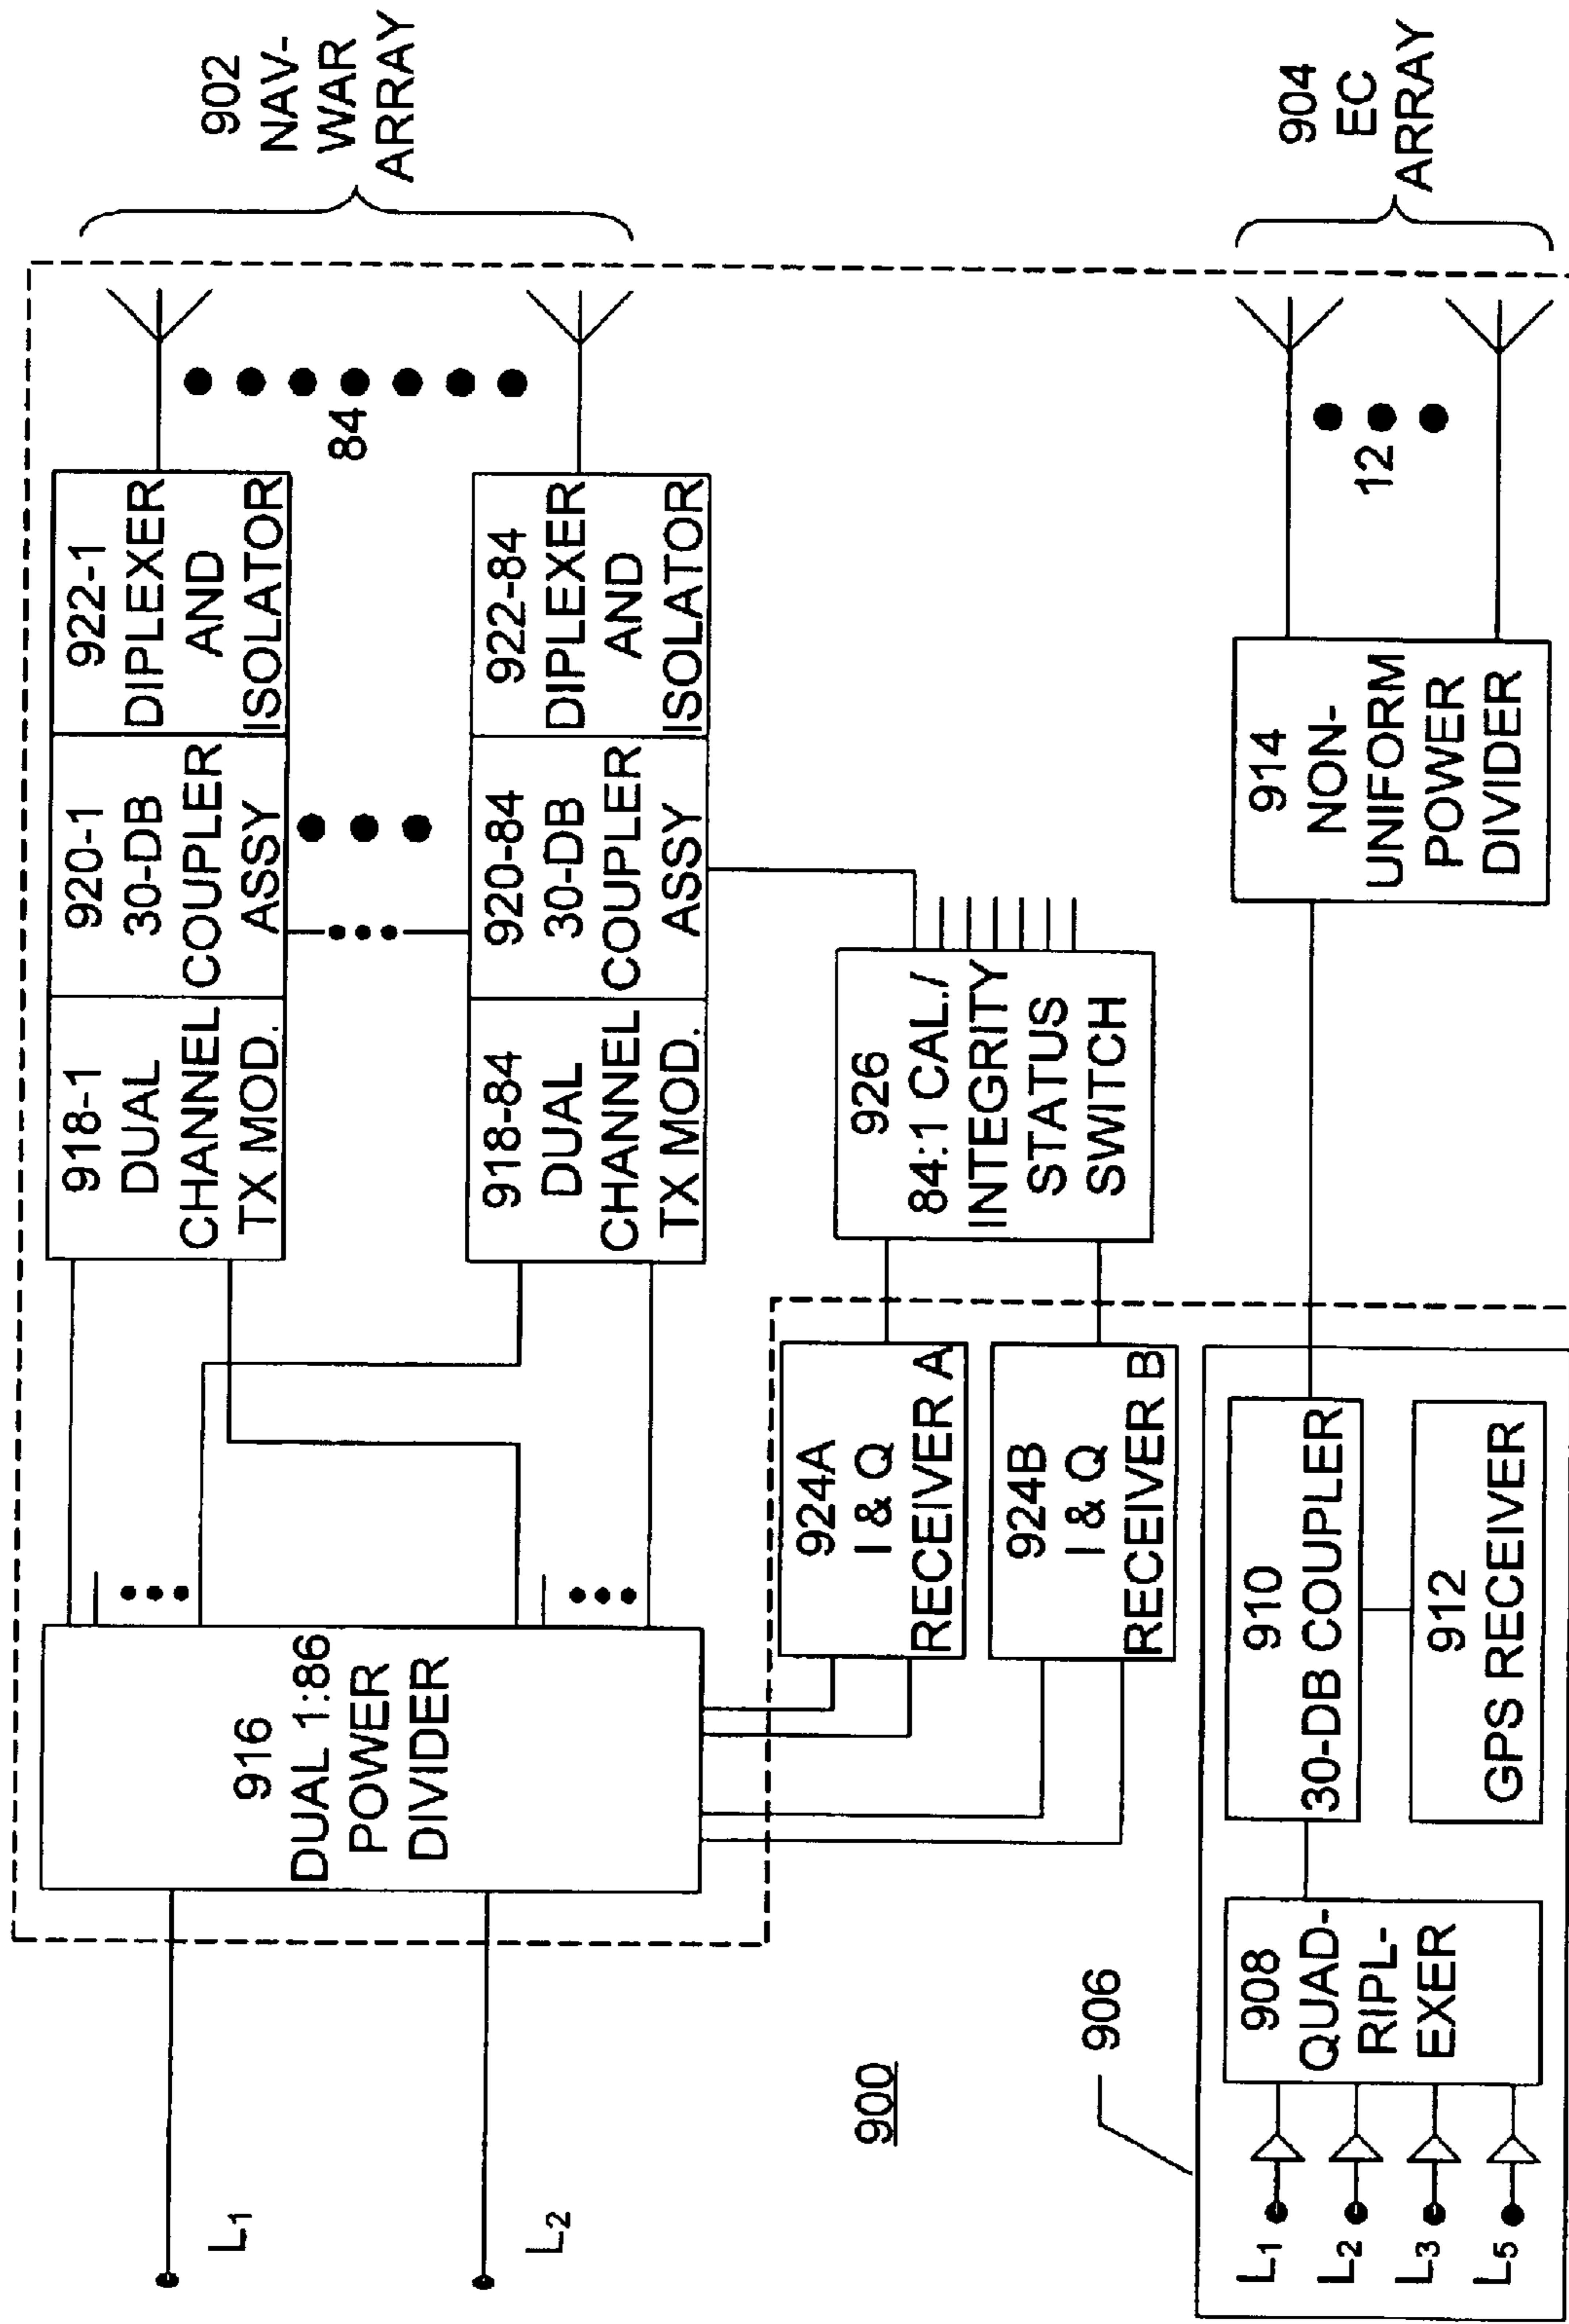 L1
L2
916
DUAL 1:86
POWER
DIVIDER
918-1
DUAL
CHANNEL
TX MOD.
920-1
30-DB
COUPLER
ASSY
922-1
DIPLEXER
AND
ISOLATOR
84
902
NAV-
WAR
ARRAY
918-84
DUAL
CHANNEL
TX MOD.
920-84
30-DB
COUPLER
ASSY
922-84
DIPLEXER
AND
ISOLATOR
924A
I & Q
RECEIVER A
924B
I & Q
RECEIVER B
926
84:1 CAL./
INTEGRITY
STATUS
SWITCH
900
906
L1
L2
L3
L5
908
QUAD-
RIPL-
EXER
910
30-DB COUPLER
912
GPS RECEIVER
914
NON-
UNIFORM
POWER
DIVIDER
12
904
EC
ARRAY